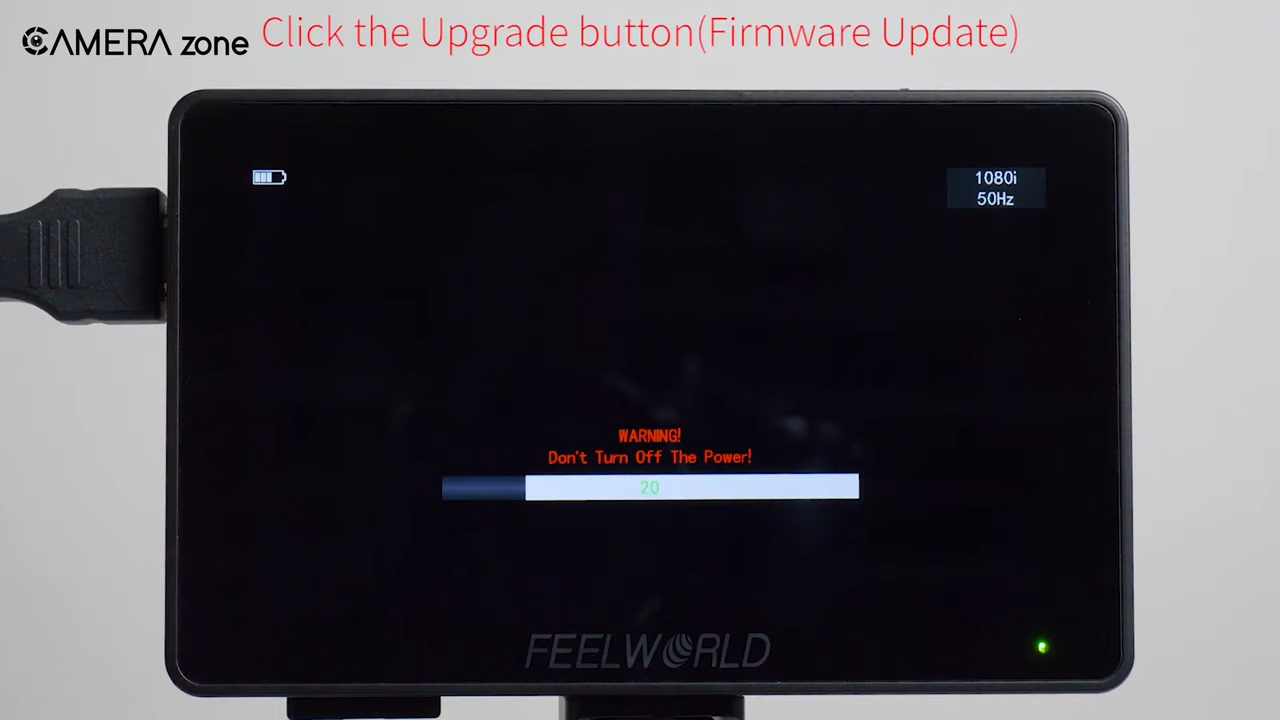 CAMERA zone
Click the Upgrade button(Firmware Update)
1080i
50Hz
WARNING!
Don't Turn Off The Power!
20
FEELWORLD